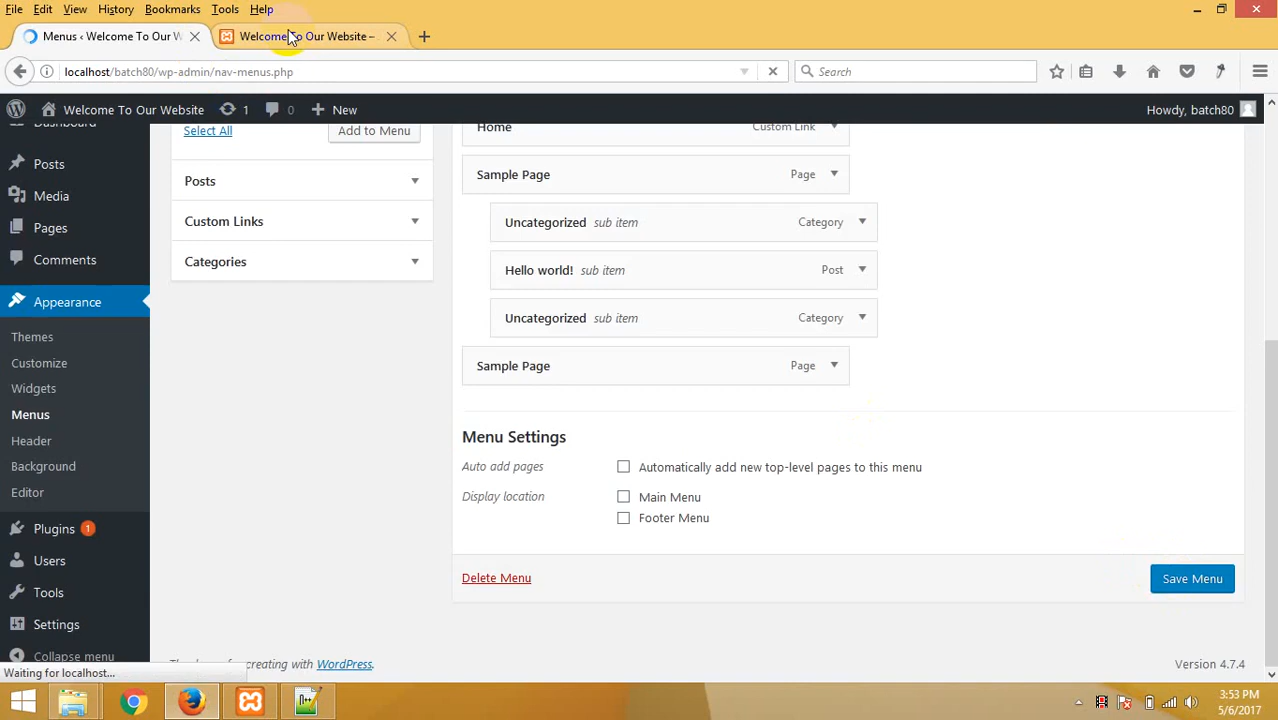 File Edit View History Bookmarks Tools Help
Menus ‹ Welcome To Our W
Welcome To Our Website –
localhost/batch80/wp-admin/nav-menus.php
Search
Welcome To Our Website 1 0 New
Howdy, batch80
Dashboard
Posts
Media
Pages
Comments
Appearance
Themes
Customize
Widgets
Menus
Header
Background
Editor
Plugins 1
Users
Tools
Settings
Collapse menu
Select All
Add to Menu
Posts
Custom Links
Categories
Home Custom Link
Sample Page Page
Uncategorized sub item Category
Hello world! sub item Post
Uncategorized sub item Category
Sample Page Page
Menu Settings
Auto add pages
Automatically add new top-level pages to this menu
Display location
Main Menu
Footer Menu
Delete Menu
Save Menu
creating with WordPress.
Version 4.7.4
Waiting for localhost...
3:53 PM
5/6/2017